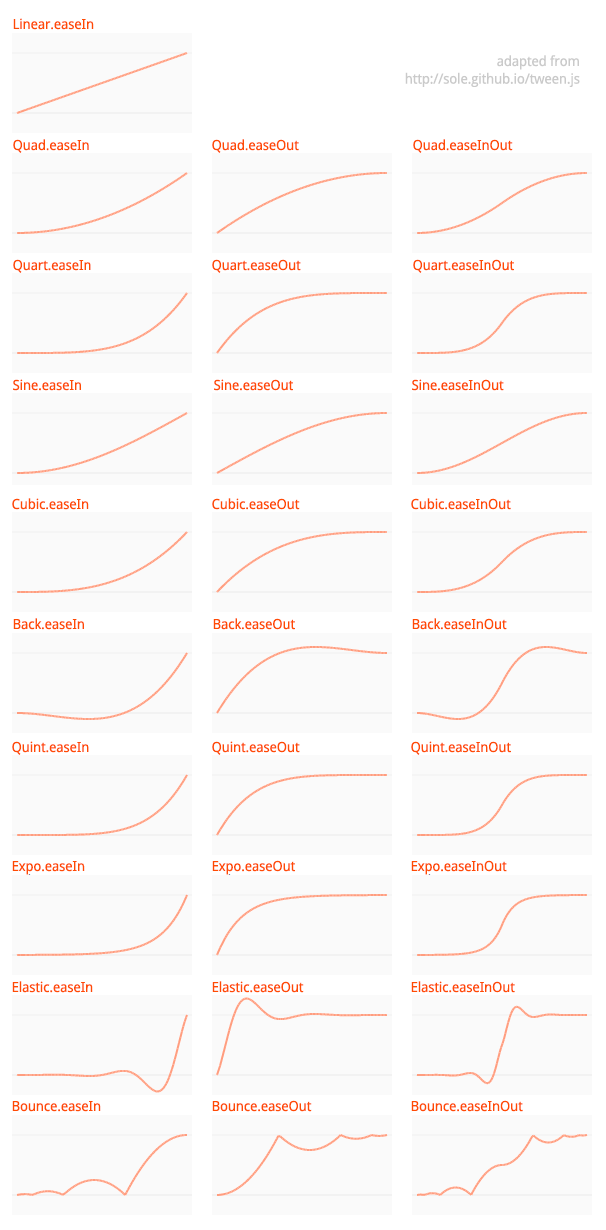 Linear.easeIn
adapted from
http://sole.github.io/tween.js
Quad.easeIn
Quad.easeOut
Quad.easeInOut
Quart.easeIn
Quart.easeOut
Quart.easeInOut
Sine.easeIn
Sine.easeOut
Sine.easeInOut
Cubic.easeIn
Cubic.easeOut
Cubic.easeInOut
Back.easeIn
Back.easeOut
Back.easeInOut
Quint.easeIn
Quint.easeOut
Quint.easeInOut
Expo.easeIn
Expo.easeOut
Expo.easeInOut
Elastic.easeIn
Elastic.easeOut
Elastic.easeInOut
Bounce.easeIn
Bounce.easeOut
Bounce.easeInOut